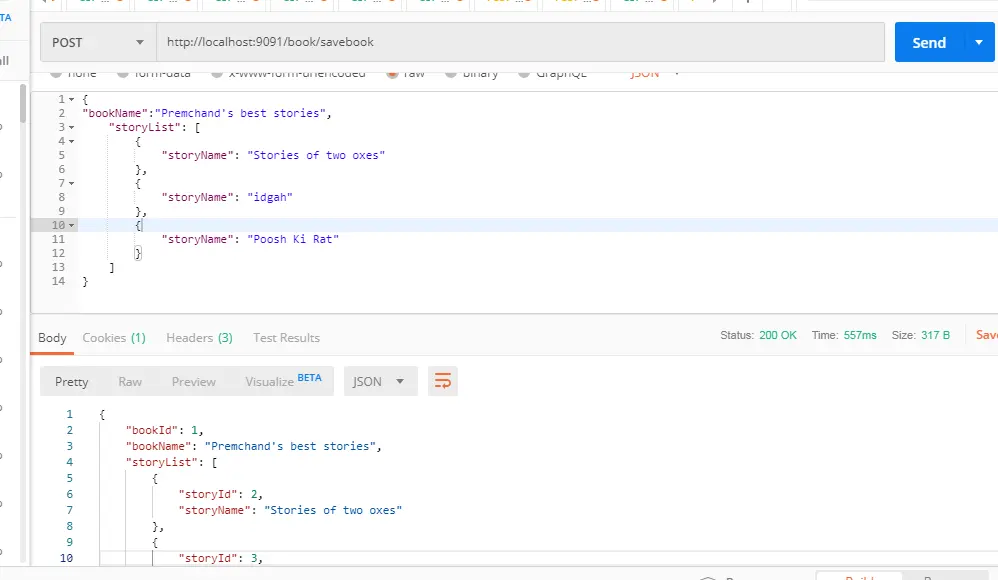 TA
POST http://localhost:9091/book/savebook Send
all
none form-data x-www-form-urlencoded raw binary GraphQL JSON
1 {
2 "bookName":"Premchand's best stories",
3 "storyList": [
4 {
5 "storyName": "Stories of two oxes"
6 },
7 {
8 "storyName": "idgah"
9 },
10 {
11 "storyName": "Poosh Ki Rat"
12 }
13 ]
14 }
Body Cookies (1) Headers (3) Test Results Status: 200 OK Time: 557ms Size: 317 B Save
Pretty Raw Preview Visualize BETA JSON
1 {
2 "bookId": 1,
3 "bookName": "Premchand's best stories",
4 "storyList": [
5 {
6 "storyId": 2,
7 "storyName": "Stories of two oxes"
8 },
9 {
10 "storyId": 3,